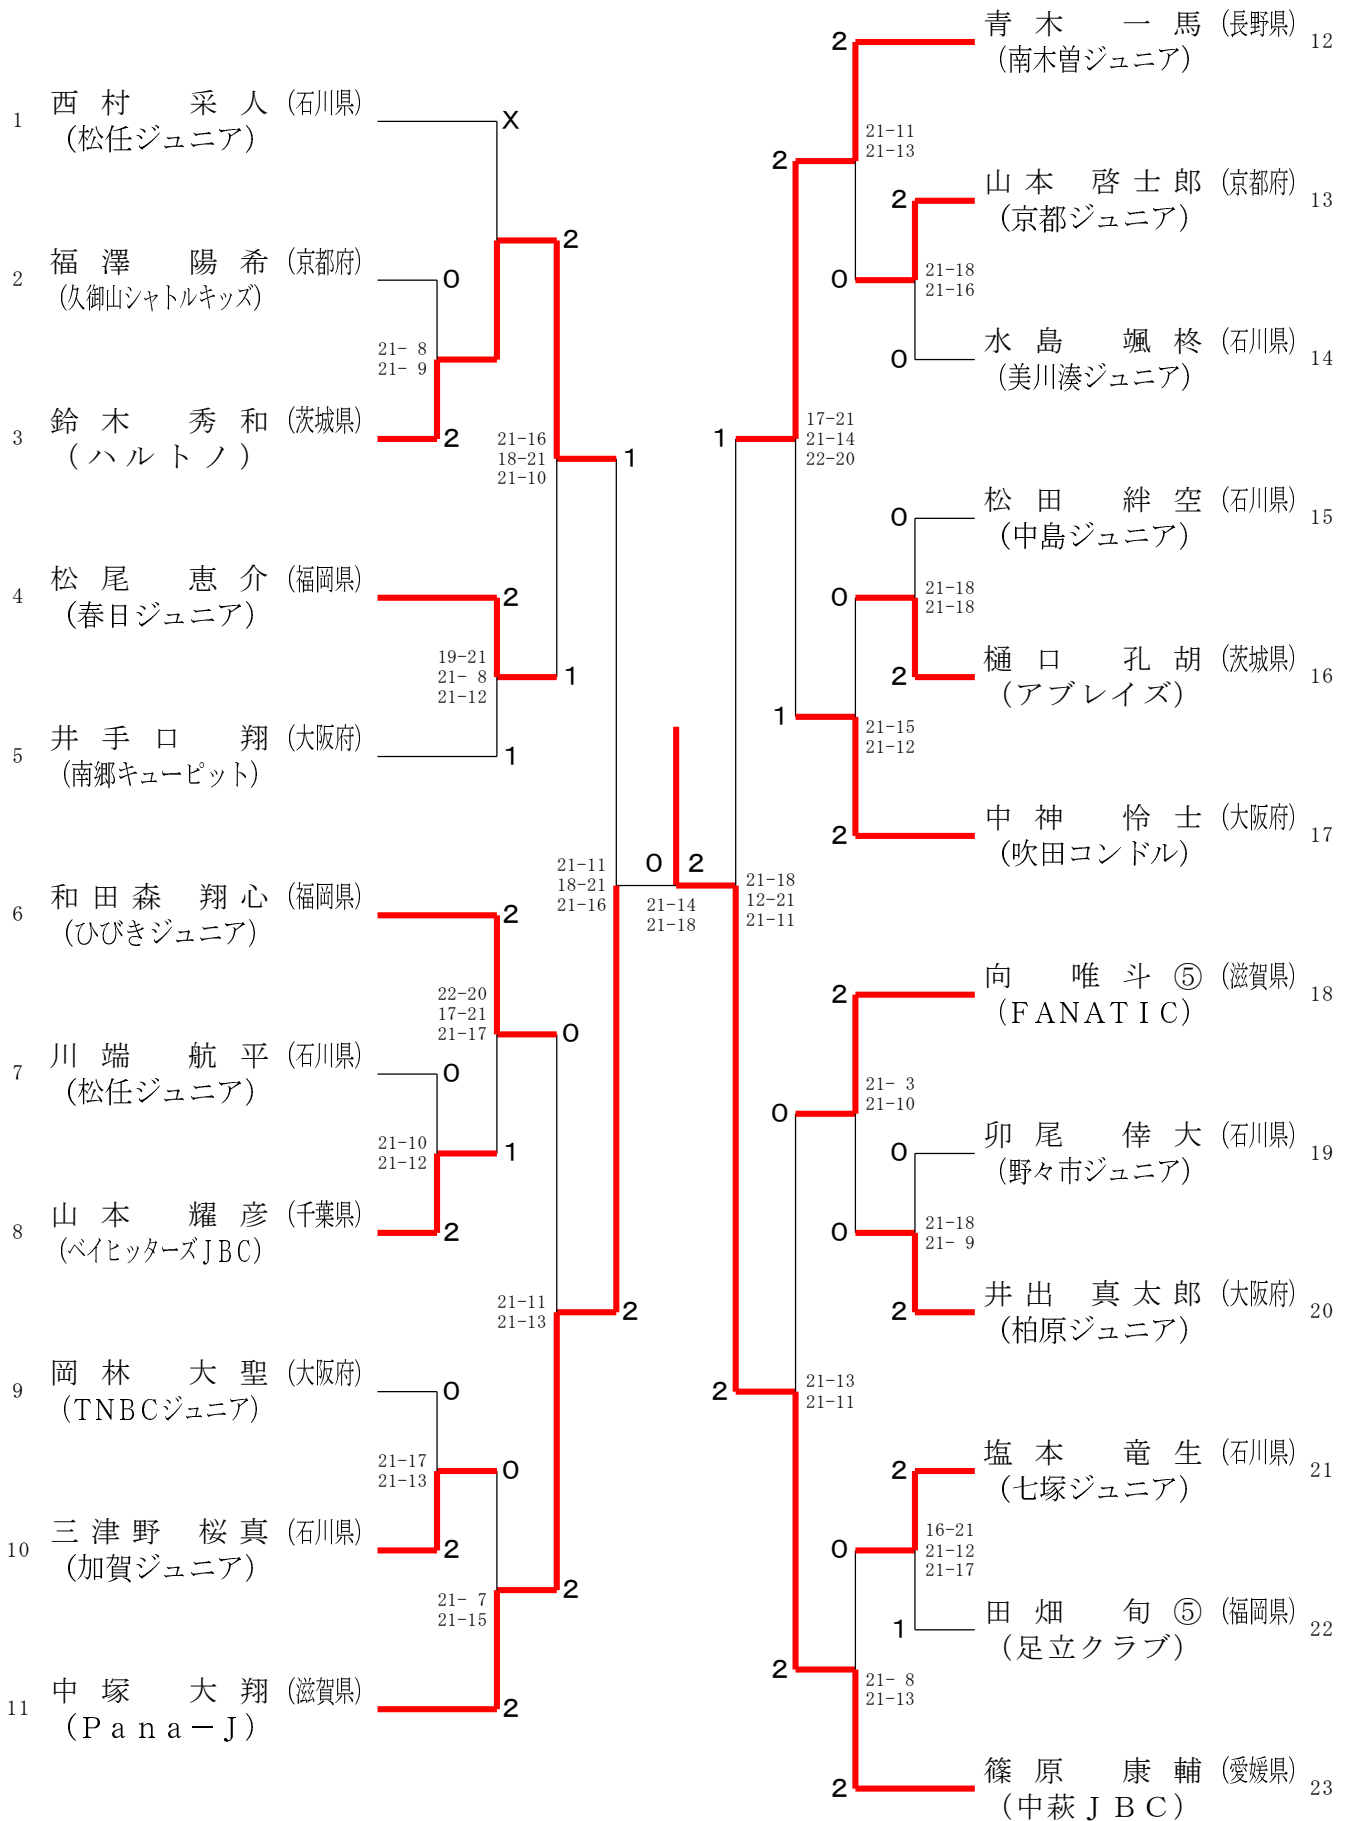 1 西村 采人 (石川県)
(松任ジュニア)
X
2
2 福澤 陽希 (京都府)
(久御山シャトルキッズ)
0
21- 8
21- 9
3 鈴木 秀和 (茨城県)
(ハルトノ)
2
21-16
18-21
21-10
1
4 松尾 恵介 (福岡県)
(春日ジュニア)
2
19-21
21- 8
21-12
1
5 井手口 翔 (大阪府)
(南郷キューピット)
1
6 和田森 翔心 (福岡県)
(ひびきジュニア)
2
21-11
18-21
21-16
22-20
17-21
21-17
0
7 川端 航平 (石川県)
(松任ジュニア)
0
21-10
21-12
1
8 山本 耀彦 (千葉県)
(ベイヒッターズJBC)
2
21-11
21-13
2
9 岡林 大聖 (大阪府)
(TNBCジュニア)
0
21-17
21-13
0
10 三津野 桜真 (石川県)
(加賀ジュニア)
2
21- 7
21-15
2
11 中塚 大翔 (滋賀県)
(Pana-J)
2
0 2
21-14
21-18
青木 一馬 (長野県) 12
(南木曽ジュニア)
2
21-11
21-13
2
山本 啓士郎 (京都府) 13
(京都ジュニア)
2
21-18
21-16
0
水島 颯柊 (石川県) 14
(美川湊ジュニア)
0
17-21
21-14
22-20
1
松田 絆空 (石川県) 15
(中島ジュニア)
0
21-18
21-18
0
樋口 孔胡 (茨城県) 16
(アブレイズ)
2
21-15
21-12
1
中神 怜士 (大阪府) 17
(吹田コンドル)
2
21-18
12-21
21-11
向 唯斗⑤ (滋賀県) 18
(FANATIC)
2
21- 3
21-10
0
卯尾 倖大 (石川県) 19
(野々市ジュニア)
0
21-18
21- 9
0
井出 真太郎 (大阪府) 20
(柏原ジュニア)
2
21-13
21-11
2
塩本 竜生 (石川県) 21
(七塚ジュニア)
2
16-21
21-12
21-17
0
田畑 旬⑤ (福岡県) 22
(足立クラブ)
1
21- 8
21-13
2
篠原 康輔 (愛媛県) 23
(中萩JBC)
2